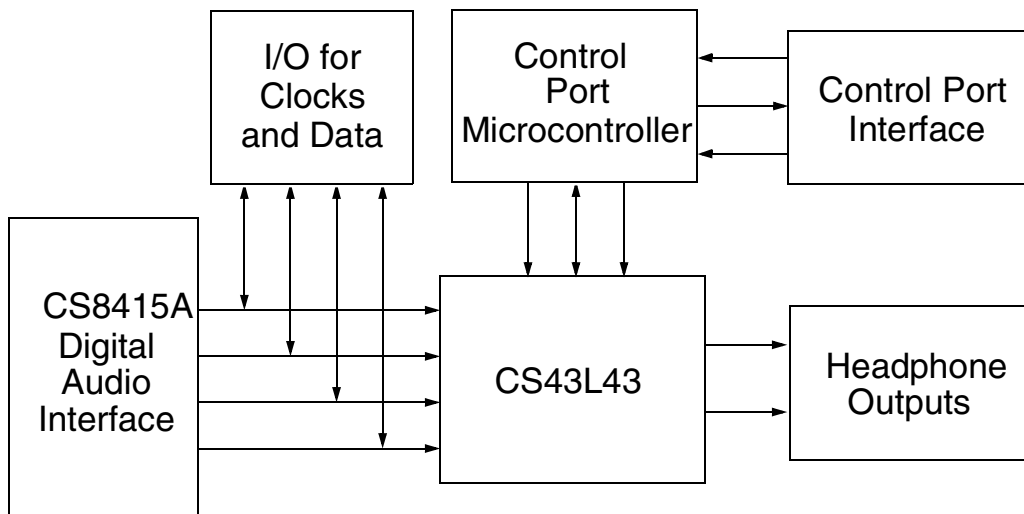 I/O for
Clocks
and Data
Control
Port
Microcontroller
Control Port
Interface
CS8415A
Digital
Audio
Interface
CS43L43
Headphone
Outputs